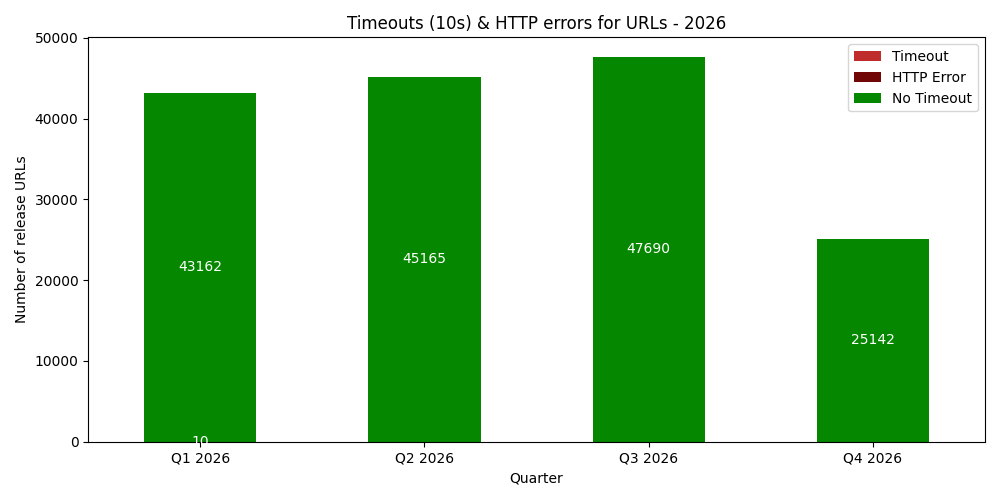 Timeouts (10s) & HTTP errors for URLs - 2026
Timeout
HTTP Error
No Timeout
Number of release URLs
50000
40000
30000
20000
10000
0
43162
45165
47690
25142
10
Q1 2026
Q2 2026
Q3 2026
Q4 2026
Quarter